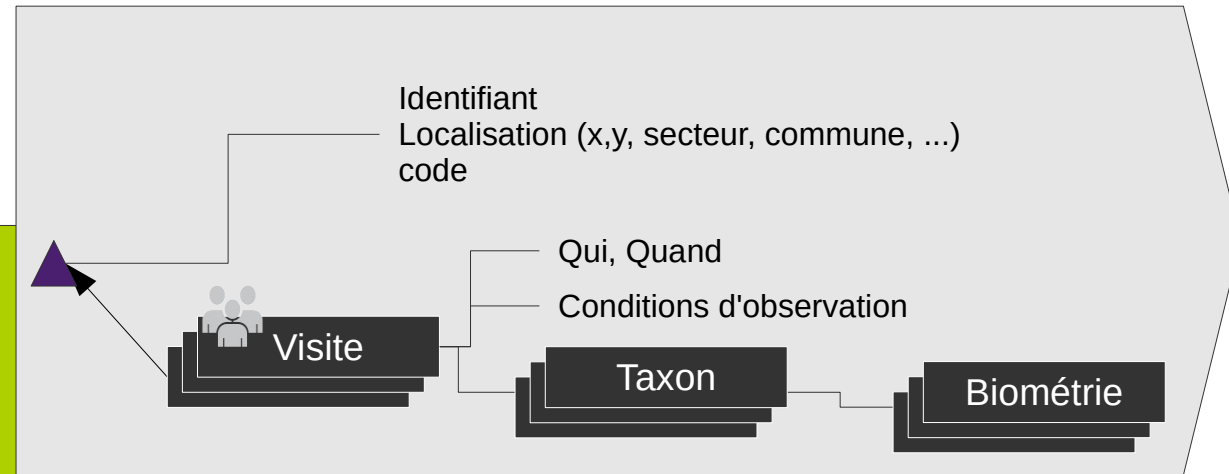 Identifiant
Localisation (x,y, secteur, commune, ...)
code
Qui, Quand
Conditions d'observation
Visite
Taxon
Biométrie